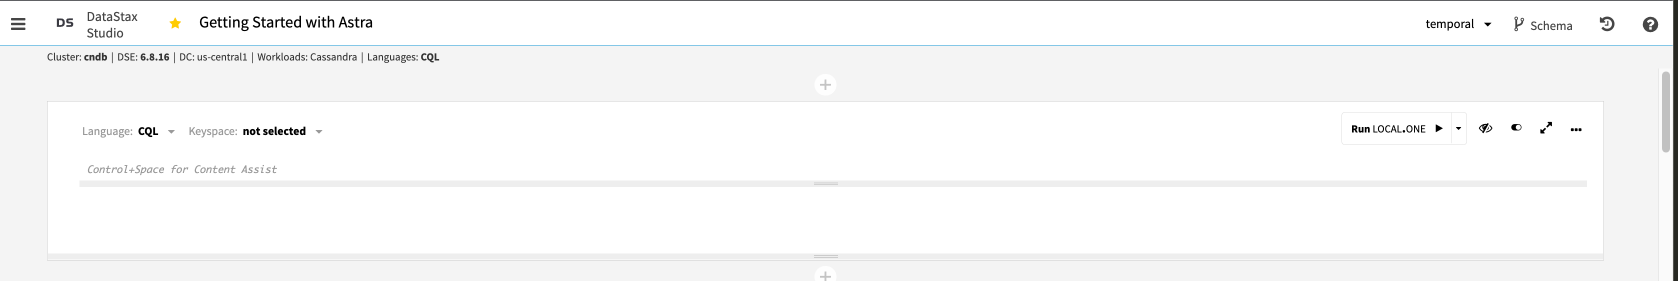 DS DataStax Studio Getting Started with Astra temporal Schema
Cluster: cndb | DSE: 6.8.16 | DC: us-central1 | Workloads: Cassandra | Languages: CQL
Language: CQL Keyspace: not selected Run LOCAL.ONE
Control+Space for Content Assist